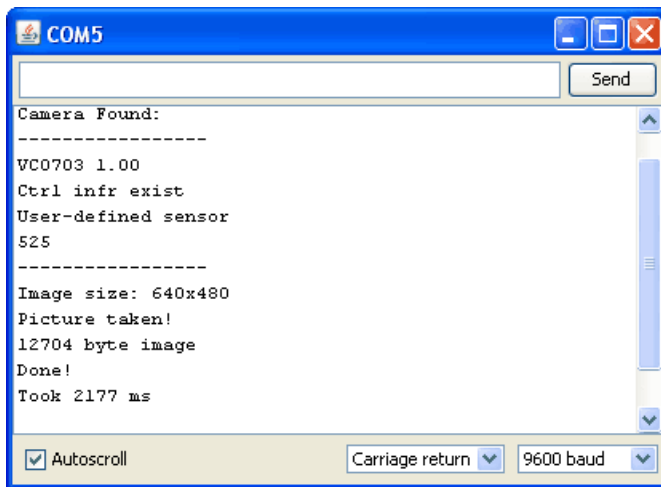 COM5
Send
Camera Found:
-----------------
VC0703 1.00
Ctrl infr exist
User-defined sensor
525
-----------------
Image size: 640x480
Picture taken!
12704 byte image
Done!
Took 2177 ms
Autoscroll
Carriage return
9600 baud